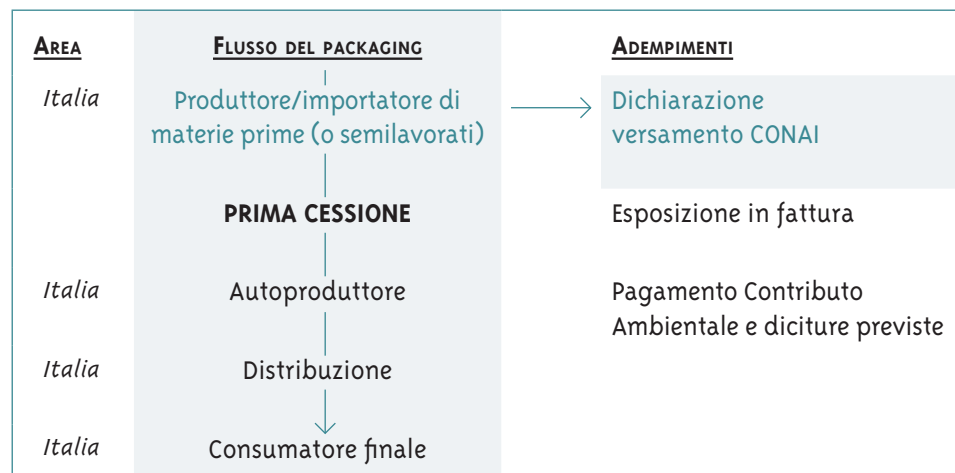 AREA FLUSSO DEL PACKAGING ADEMPIMENTI
Italia Produttore/importatore di Dichiarazione
materie prime (o semilavorati) versamento CONAI
PRIMA CESSIONE Esposizione in fattura
Italia Autoproduttore Pagamento Contributo
Ambientale e diciture previste
Italia Distribuzione
Italia Consumatore finale